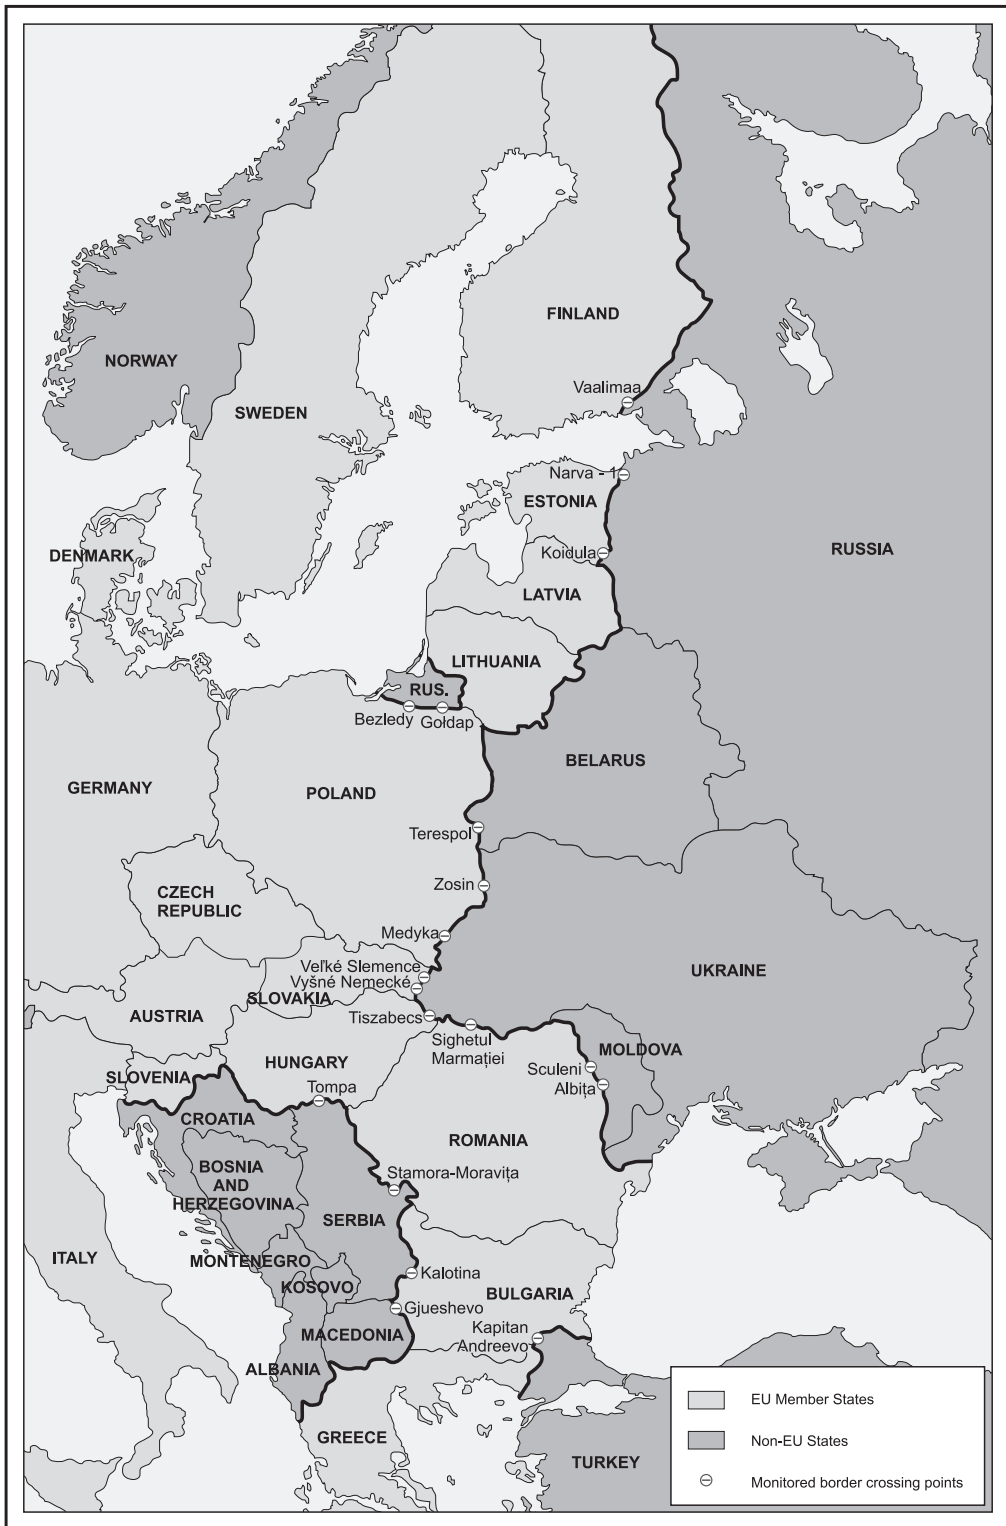 FINLAND
NORWAY
Vaalimaa
SWEDEN
Narva - 1
ESTONIA
DENMARK
Koidula
RUSSIA
LATVIA
LITHUANIA
RUS.
Bezledy
Gołdap
BELARUS
GERMANY
POLAND
Terespol
Zosin
CZECH
REPUBLIC
Medyka
Veľké Slemence
UKRAINE
Vyšné Nemecké
SLOVAKIA
AUSTRIA
Tiszabecs
Sighetul
Marmației
MOLDOVA
HUNGARY
Sculeni
SLOVENIA
Tompa
Albița
CROATIA
ROMANIA
BOSNIA
AND
HERZEGOVINA
Stamora-Moravița
SERBIA
ITALY
MONTENEGRO
Kalotina
KOSOVO
BULGARIA
Gjueshevo
MACEDONIA
Kapitan
Andreevo
ALBANIA
GREECE
TURKEY
EU Member States
Non-EU States
Monitored border crossing points